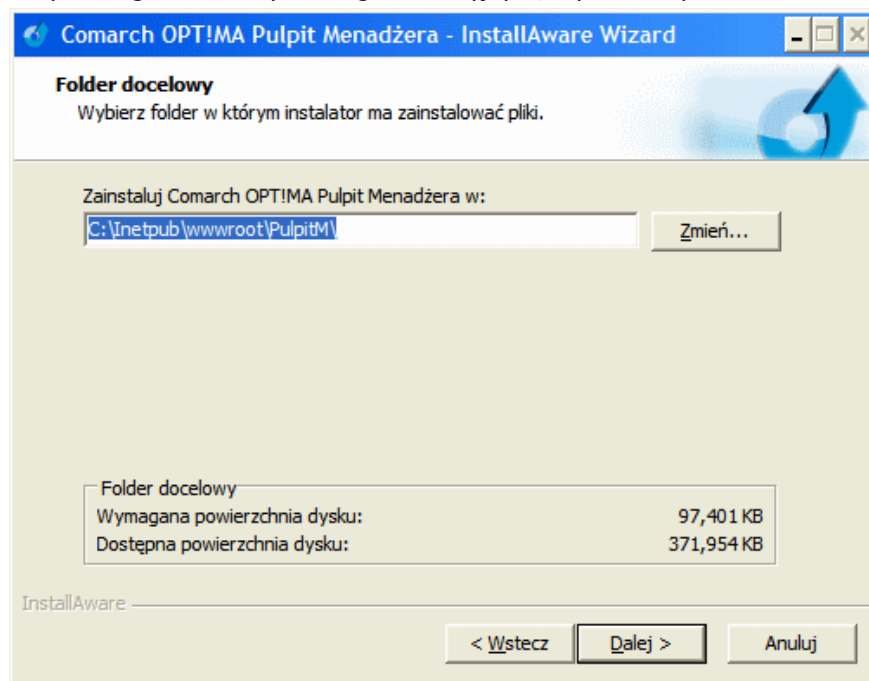 Comarch OPT!MA Pulpit Menadżera - InstallAware Wizard
Folder docelowy
Wybierz folder w którym instalator ma zainstalować pliki.
Zainstaluj Comarch OPT!MA Pulpit Menadżera w:
C:\Inetpub\wwwroot\PulpitM\
Zmień...
Folder docelowy
Wymagana powierzchnia dysku: 97,401 KB
Dostępna powierzchnia dysku: 371,954 KB
InstallAware
< Wstecz Dalej > Anuluj